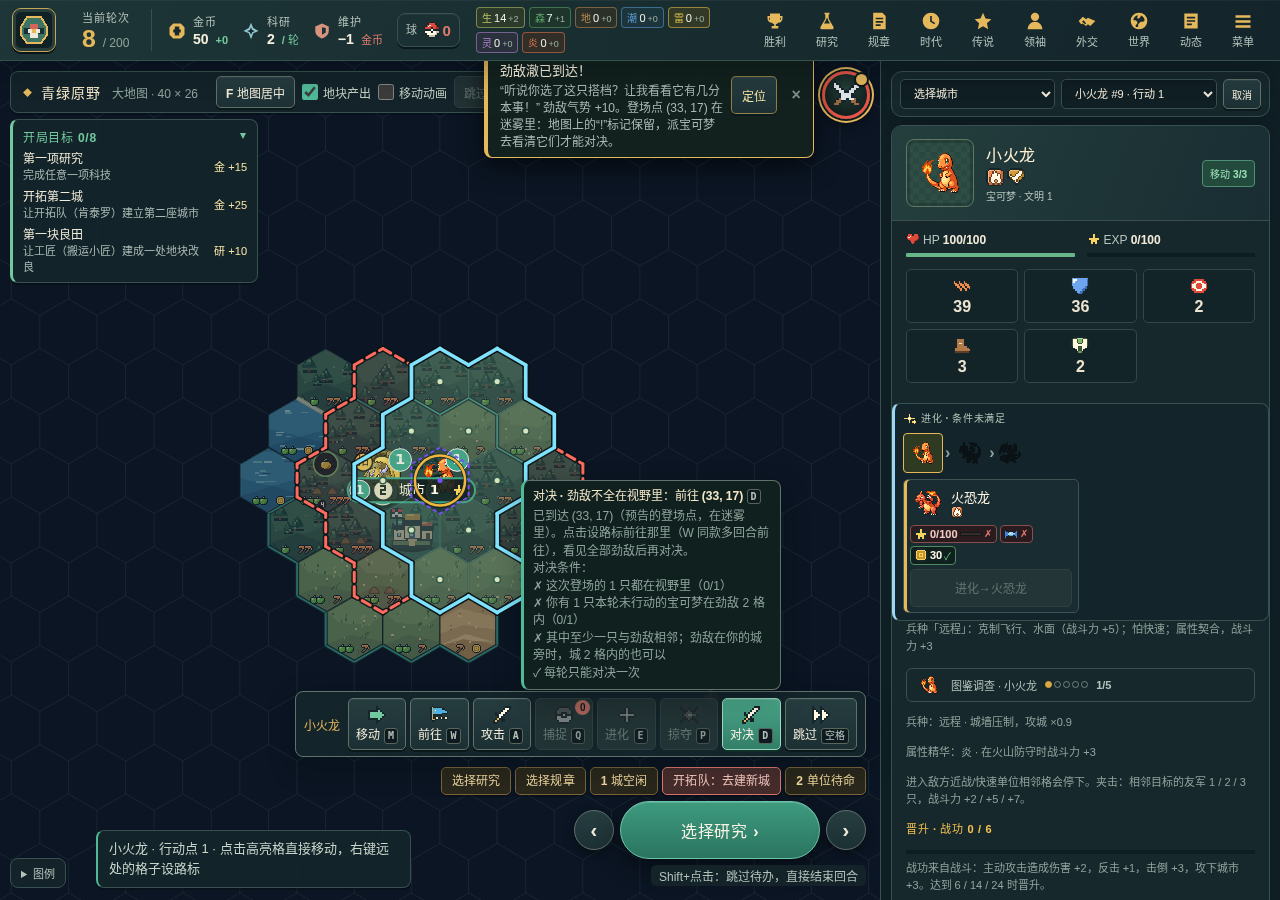 当前轮次
8 / 200
金币
50 +0
科研
2 / 轮
维护
−1 金币
球 0
生 14 +2
森 7 +1
地 0 +0
潮 0 +0
雷 0 +0
灵 0 +0
炎 0 +0
胜利
研究
规章
时代
传说
领袖
外交
世界
动态
菜单
青绿原野
大地图 · 40 × 26
F 地图居中
地块产出
移动动画
劲敌澈已到达！
“听说你选了这只搭档？让我看看它有几分
本事！” 劲敌气势 +10。登场点 (33, 17) 在
迷雾里：地图上的“!”标记保留，派宝可梦
去看清它们才能对决。
定位
×
开局目标 0/8
▼
第一项研究
完成任意一项科技
金 +15
开拓第二城
让开拓队（肯泰罗）建立第二座城市
金 +25
第一块良田
让工匠（搬运小匠）建成一处地块改
良
研 +10
1
1
2
城市 1
对决 · 劲敌不全在视野里：前往 (33, 17) D
已到达 (33, 17)（预告的登场点，在迷雾
里）。点击设路标前往那里（W 同款多回合前
往），看见全部劲敌后再对决。
对决条件：
✗ 这次登场的 1 只都在视野里（0/1）
✗ 你有 1 只本轮未行动的宝可梦在劲敌 2 格
内（0/1）
✗ 其中至少一只与劲敌相邻；劲敌在你的城
旁时，城 2 格内的也可以
✓ 每轮只能对决一次
小火龙
移动 M
前往 W
攻击 A
0
捕捉 Q
进化 E
掠夺 P
对决 D
跳过 空格
选择研究
选择规章
1 城空闲
开拓队：去建新城
2 单位待命
‹
选择研究 ›
›
Shift+点击：跳过待办，直接结束回合
小火龙 · 行动点 1 · 点击高亮格直接移动，右键远
处的格子设路标
▶ 图例
选择城市
小火龙 #9 · 行动 1
取消
小火龙
宝可梦 · 文明 1
移动 3/3
HP 100/100
EXP 0/100
39
36
2
3
2
进化 · 条件未满足
›
›
火恐龙
0/100 ✗
✗
30 ✓
进化→火恐龙
兵种「远程」：克制飞行、水面（战斗力 +5）；怕快速；属性契合，战斗
力 +3
图鉴调查 · 小火龙
1/5
兵种：远程 · 城墙压制，攻城 ×0.9
属性精华：炎 · 在火山防守时战斗力 +3
进入敌方近战/快速单位相邻格会停下。夹击：相邻目标的友军 1 / 2 / 3
只，战斗力 +2 / +5 / +7。
晋升 · 战功 0 / 6
战功来自战斗：主动攻击造成伤害 +2，反击 +1，击倒 +3，攻下城市
+3。达到 6 / 14 / 24 时晋升。